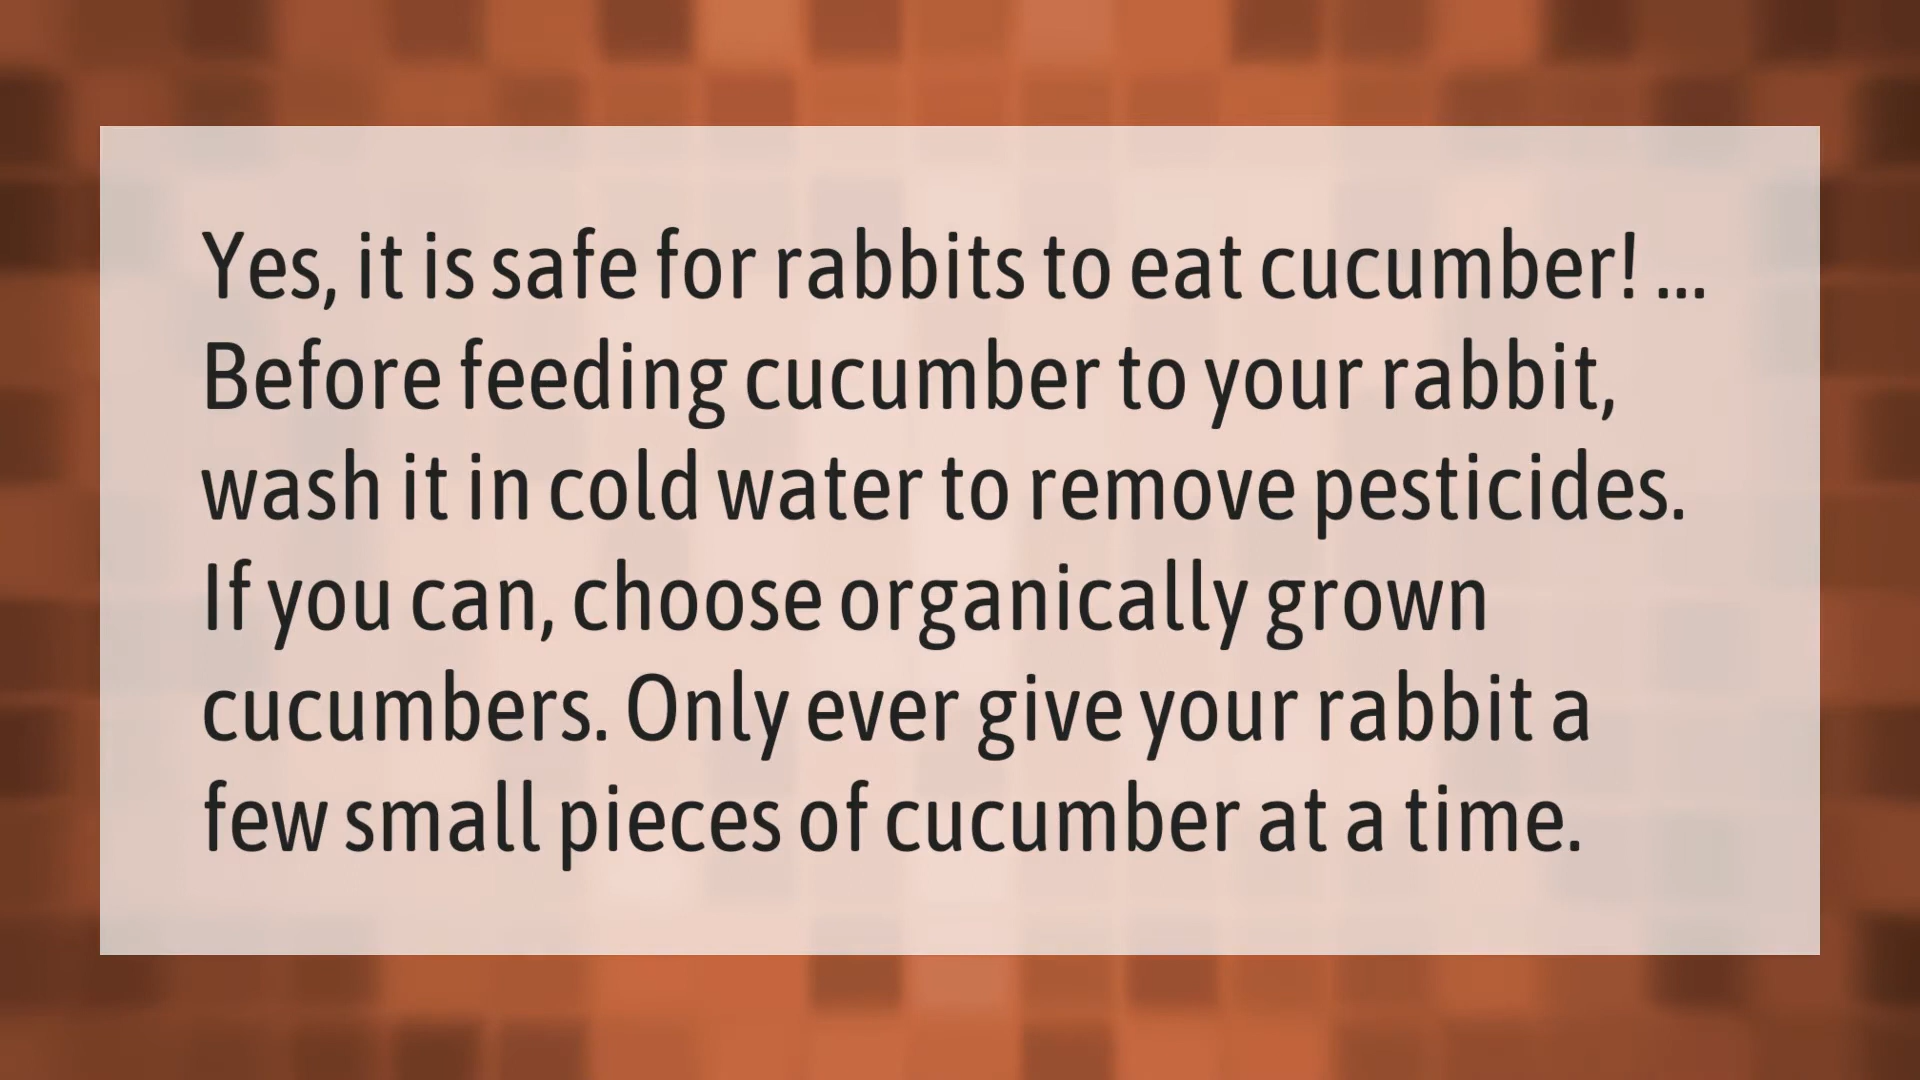 Yes, it is safe for rabbits to eat cucumber! ...
Before feeding cucumber to your rabbit,
wash it in cold water to remove pesticides.
If you can, choose organically grown
cucumbers. Only ever give your rabbit a
few small pieces of cucumber at a time.